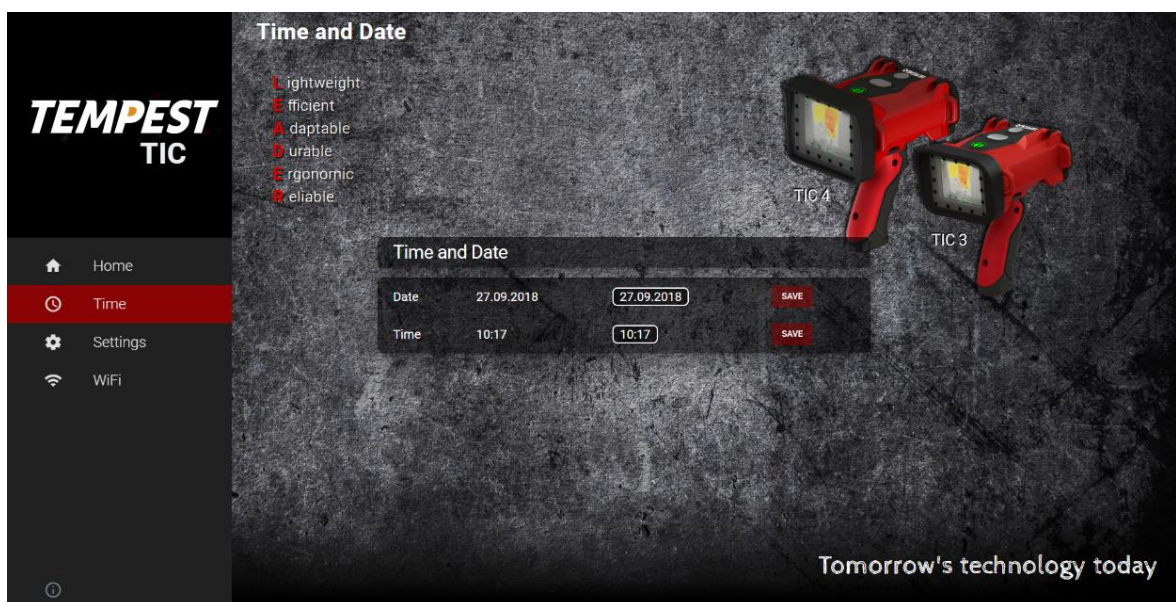 TEMPEST
TIC
Home
Time
Settings
WiFi
Time and Date
Lightweight
Efficient
Adaptable
Durable
Ergonomic
Reliable
TIC 4
TIC 3
Time and Date
Date 27.09.2018 27.09.2018 SAVE
Time 10:17 10:17 SAVE
Tomorrow's technology today